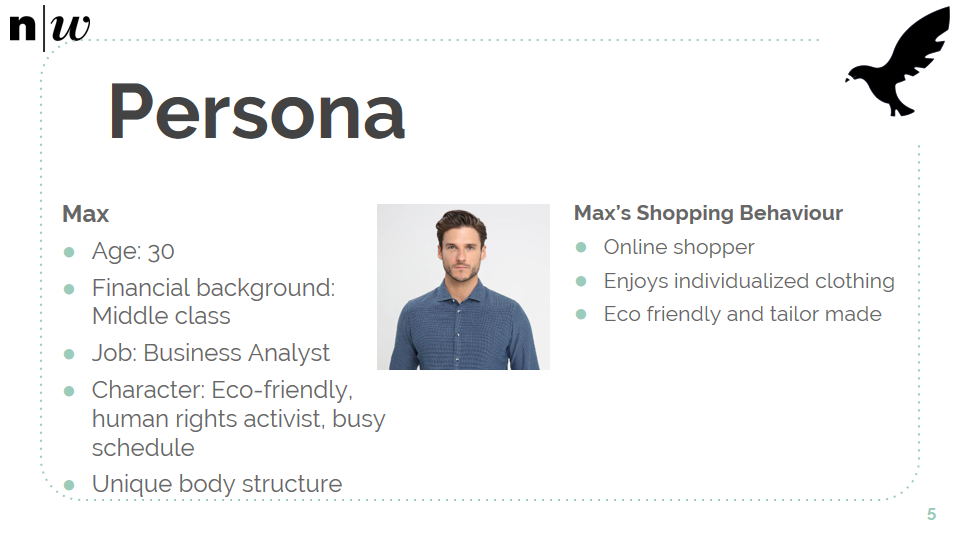 n|w
Persona
Max
Age: 30
Financial background:
Middle class
Job: Business Analyst
Character: Eco-friendly,
human rights activist, busy
schedule
Unique body structure
Max's Shopping Behaviour
Online shopper
Enjoys individualized clothing
Eco friendly and tailor made
5